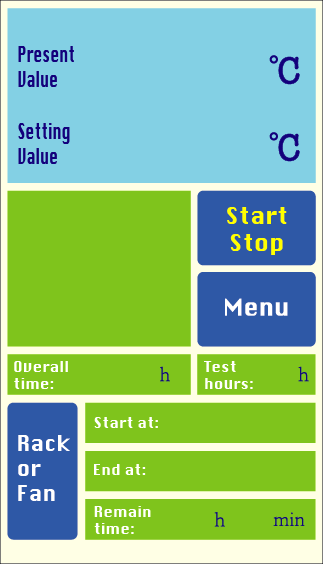 Present
Value
°C
Setting
Value
°C
Start
Stop
Menu
Overall
time: h
Test
hours: h
Rack
or
Fan
Start at:
End at:
Remain
time: h min